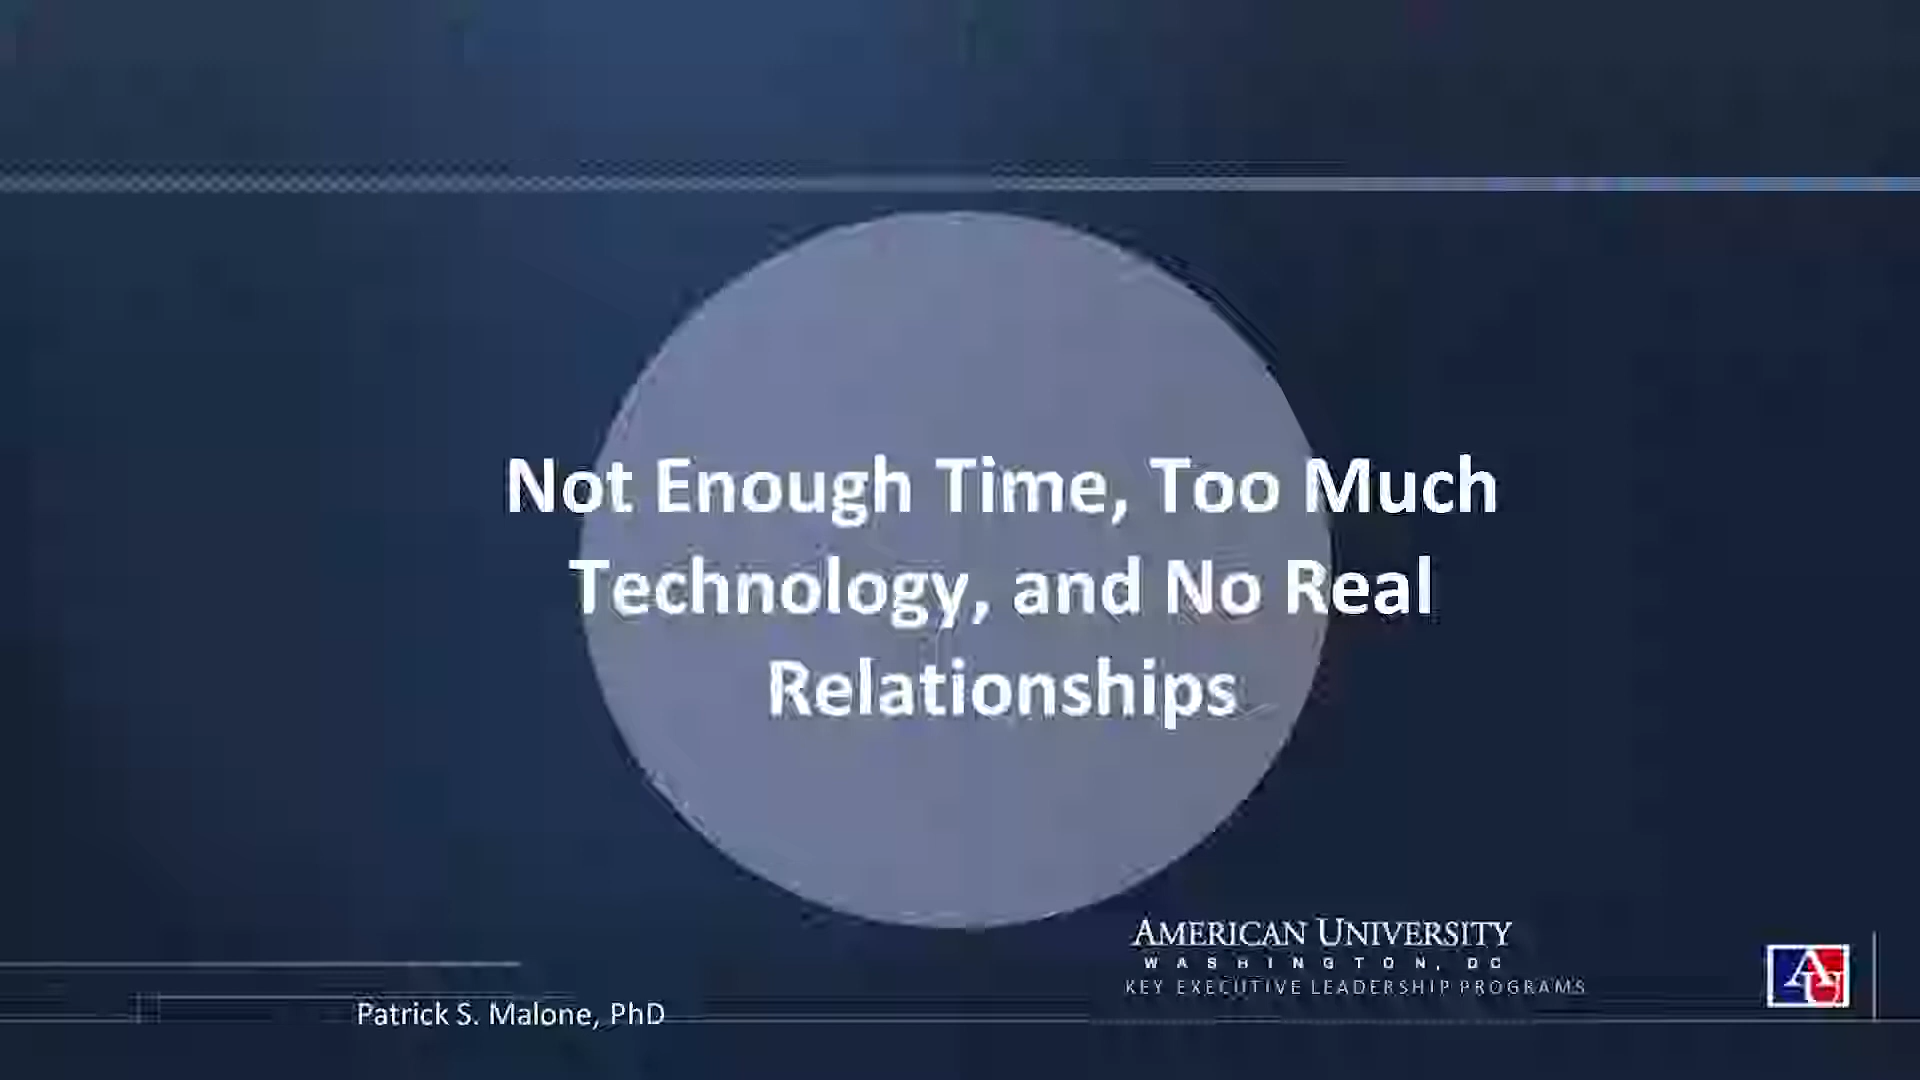 Not Enough Time, Too Much
Technology, and No Real
Relationships
AMERICAN UNIVERSITY
WASHINGTON, DC
KEY EXECUTIVE LEADERSHIP PROGRAMS
AU
Patrick S. Malone, PhD